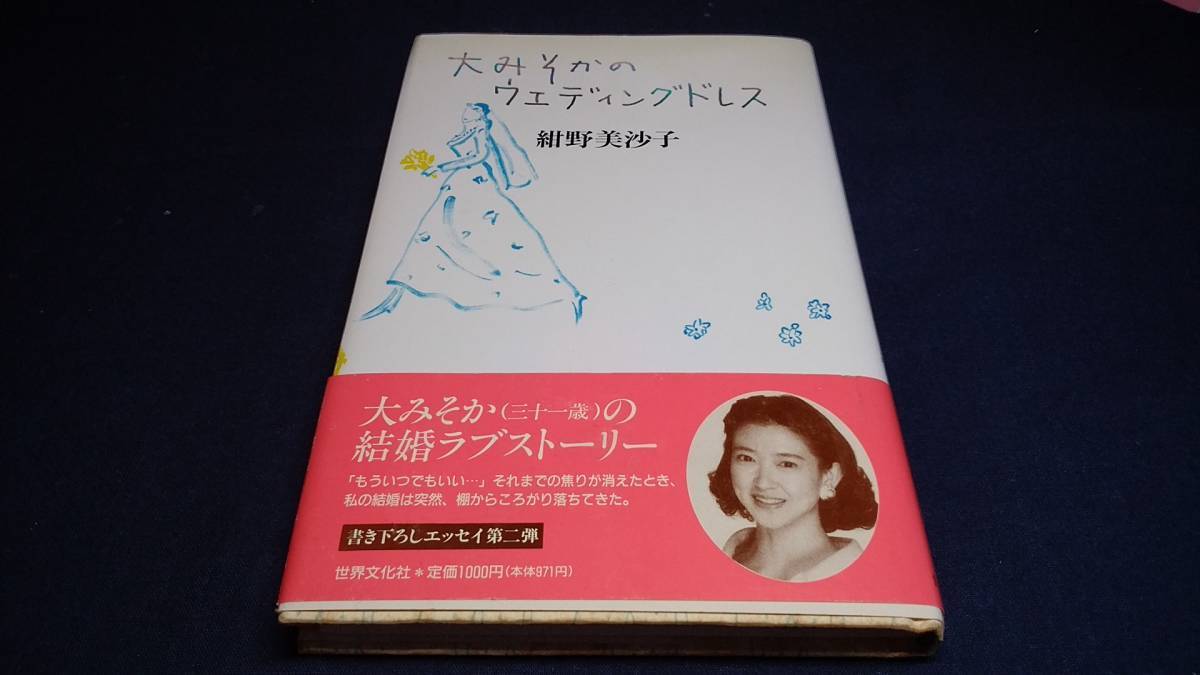 大みそかの
ウエディングドレス
紺野美沙子
大みそか(三十一歳)の
結婚ラブストーリー
「もういつでもいい…」それまでの焦りが消えたとき、
私の結婚は突然、棚からころがり落ちてきた。
書き下ろしエッセイ第二弾
世界文化社*定価1000円(本体971円)